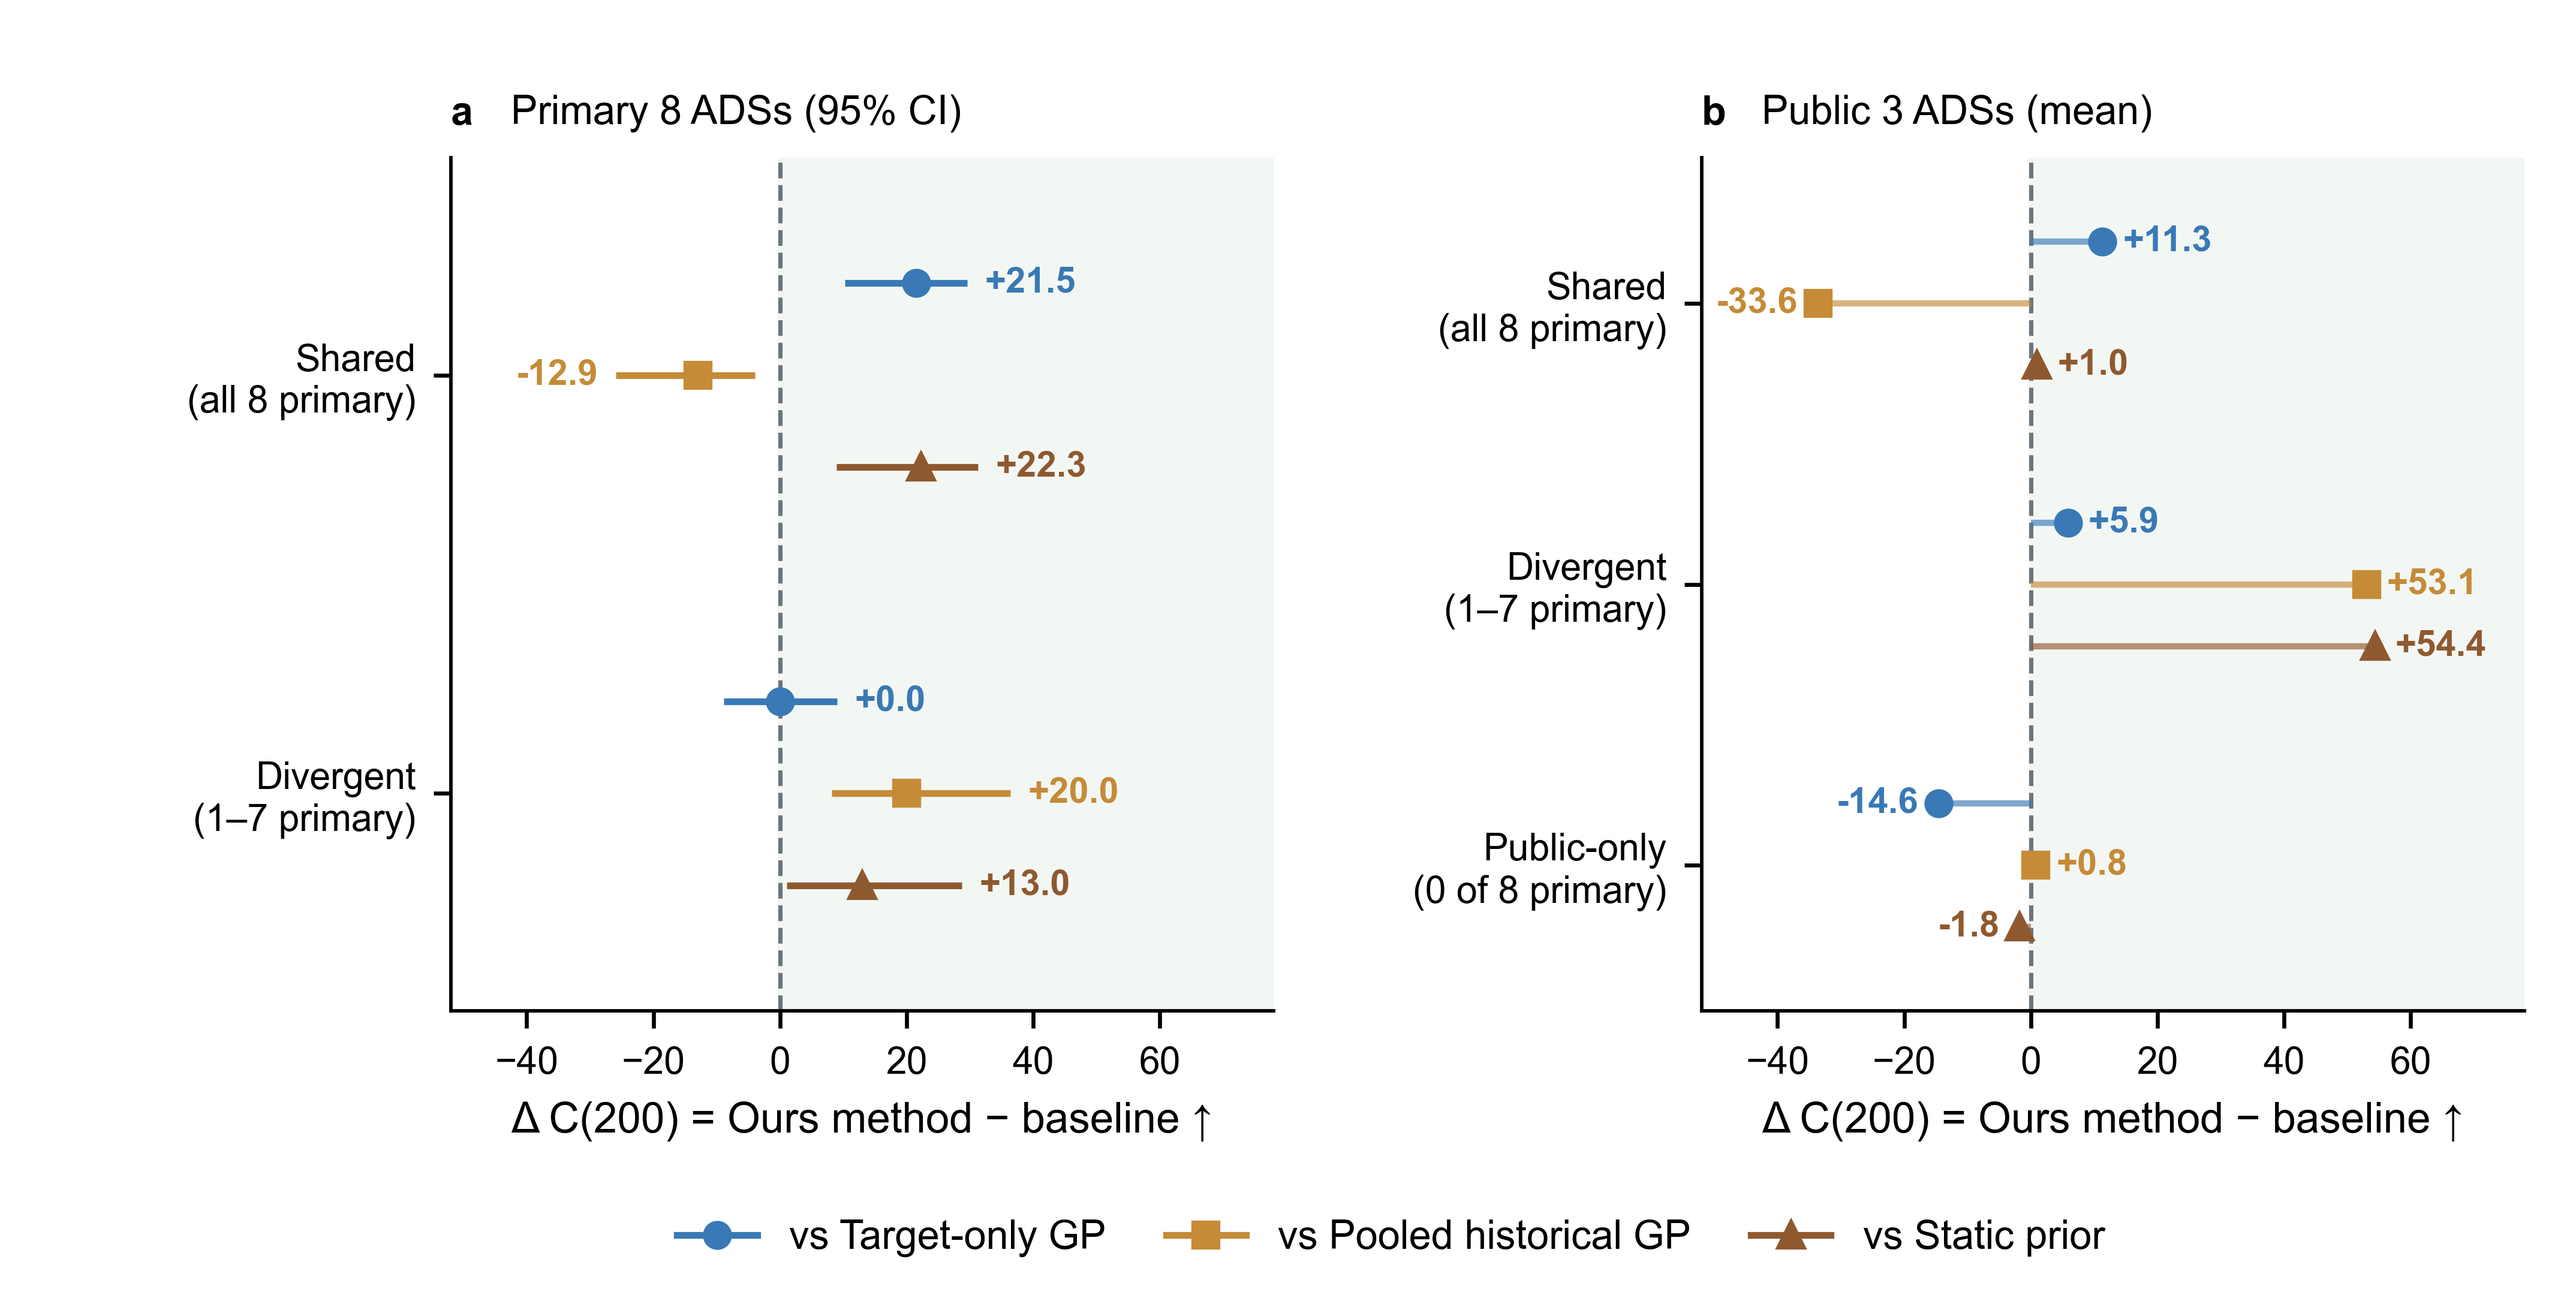 a Primary 8 ADSs (95% CI)
Shared
(all 8 primary)
Divergent
(1–7 primary)
+21.5
-12.9
+22.3
+0.0
+20.0
+13.0
−40 −20 0 20 40 60
Δ C(200) = Ours method − baseline ↑
b Public 3 ADSs (mean)
Shared
(all 8 primary)
Divergent
(1–7 primary)
Public-only
(0 of 8 primary)
+11.3
-33.6
+1.0
+5.9
+53.1
+54.4
-14.6
+0.8
-1.8
−40 −20 0 20 40 60
Δ C(200) = Ours method − baseline ↑
vs Target-only GP vs Pooled historical GP vs Static prior